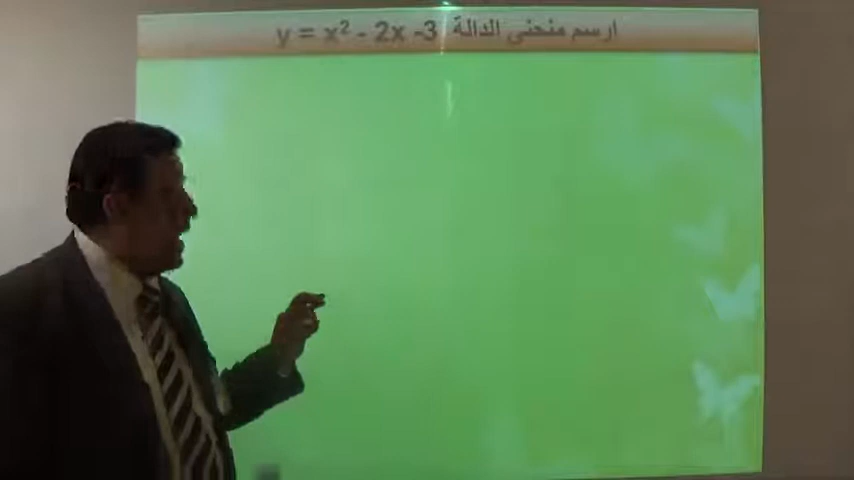 ارسم منحنى الدالة y = x² - 2x -3